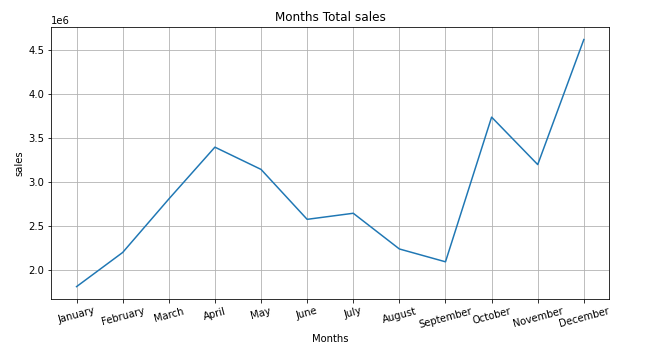 Months Total sales
1e6
4.5
4.0
3.5
3.0
2.5
2.0
sales
January February March April May June July August September October November December
Months